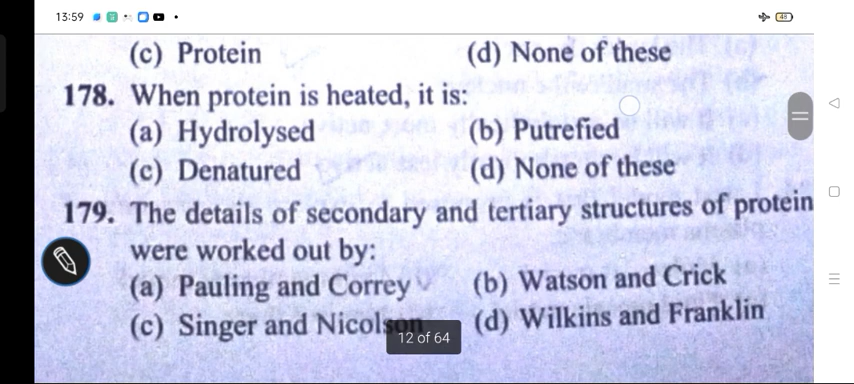 13:59
48
(c) Protein (d) None of these
178. When protein is heated, it is:
(a) Hydrolysed (b) Putrefied
(c) Denatured (d) None of these
179. The details of secondary and tertiary structures of protein
were worked out by:
(a) Pauling and Correy (b) Watson and Crick
(c) Singer and Nicolson (d) Wilkins and Franklin
12 of 64